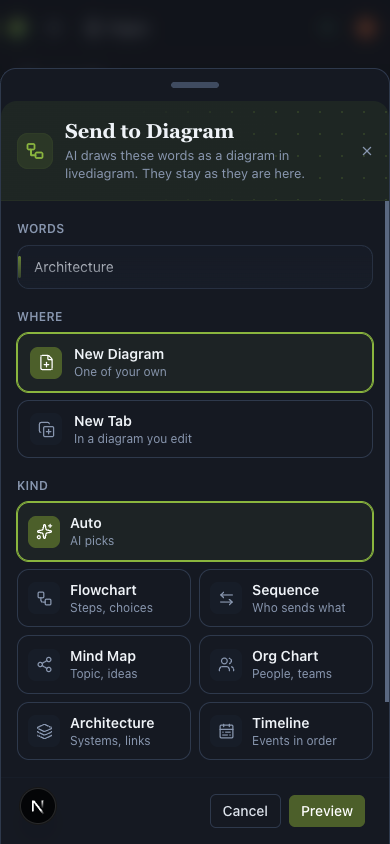 Send to Diagram
AI draws these words as a diagram in
livediagram. They stay as they are here.
WORDS
Architecture
WHERE
New Diagram
One of your own
New Tab
In a diagram you edit
KIND
Auto
AI picks
Flowchart
Steps, choices
Sequence
Who sends what
Mind Map
Topic, ideas
Org Chart
People, teams
Architecture
Systems, links
Timeline
Events in order
N
Cancel
Preview